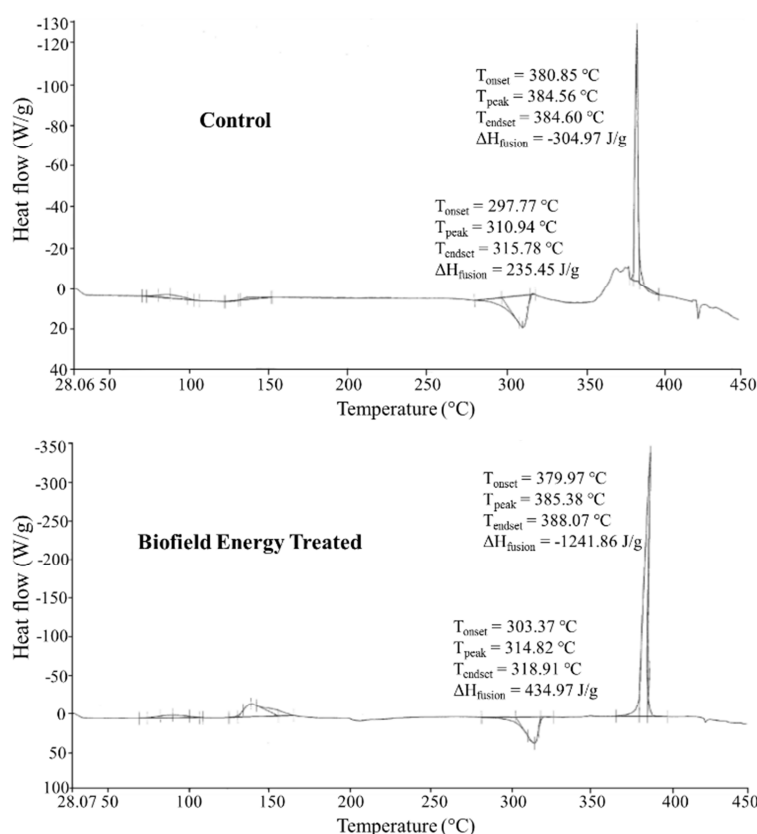 -130
-120
-100
-80
-60
-40
-20
0
20
40
Heat flow (W/g)
Control
Tonset = 380.85 °C
Tpeak = 384.56 °C
Tendset = 384.60 °C
ΔHfusion = -304.97 J/g
Tonset = 297.77 °C
Tpeak = 310.94 °C
Tendset = 315.78 °C
ΔHfusion = 235.45 J/g
28.06 50 100 150 200 250 300 350 400 450
Temperature (°C)
-350
-300
-250
-200
-150
-100
-50
0
50
100
Heat flow (W/g)
Biofield Energy Treated
Tonset = 379.97 °C
Tpeak = 385.38 °C
Tendset = 388.07 °C
ΔHfusion = -1241.86 J/g
Tonset = 303.37 °C
Tpeak = 314.82 °C
Tendset = 318.91 °C
ΔHfusion = 434.97 J/g
28.07 50 100 150 200 250 300 350 400 450
Temperature (°C)